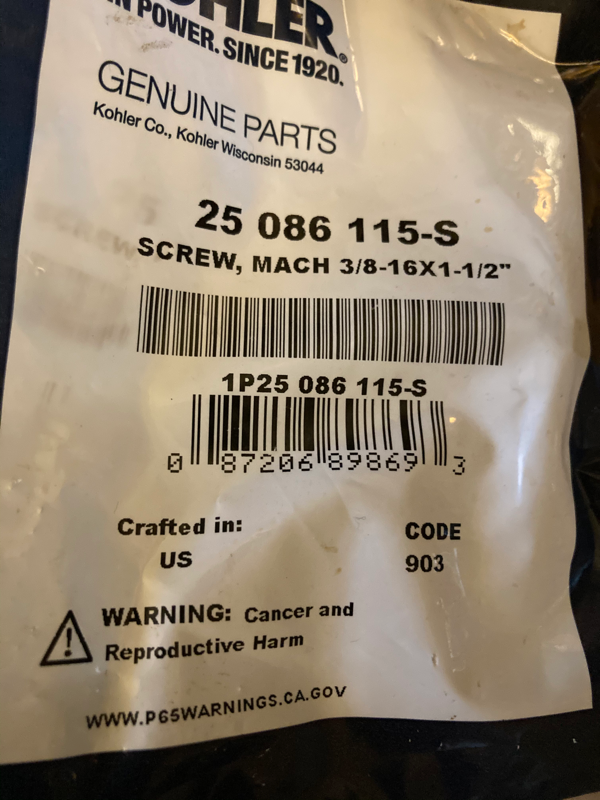 KOHLER®
IN POWER. SINCE 1920.
GENUINE PARTS
Kohler Co., Kohler Wisconsin 53044
25 086 115-S
SCREW, MACH 3/8-16X1-1/2"
1P25 086 115-S
0 87206 89869 3
Crafted in:
US
CODE
903
WARNING: Cancer and
Reproductive Harm
WWW.P65WARNINGS.CA.GOV